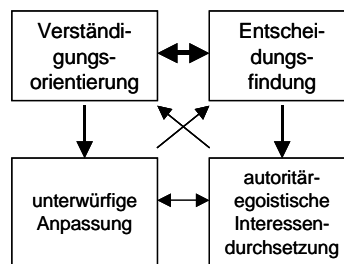 Verständi-
gungs-
orientierung
Entschei-
dungs-
findung
unterwürfige
Anpassung
autoritär-
egoistische
Interessen-
durchsetzung